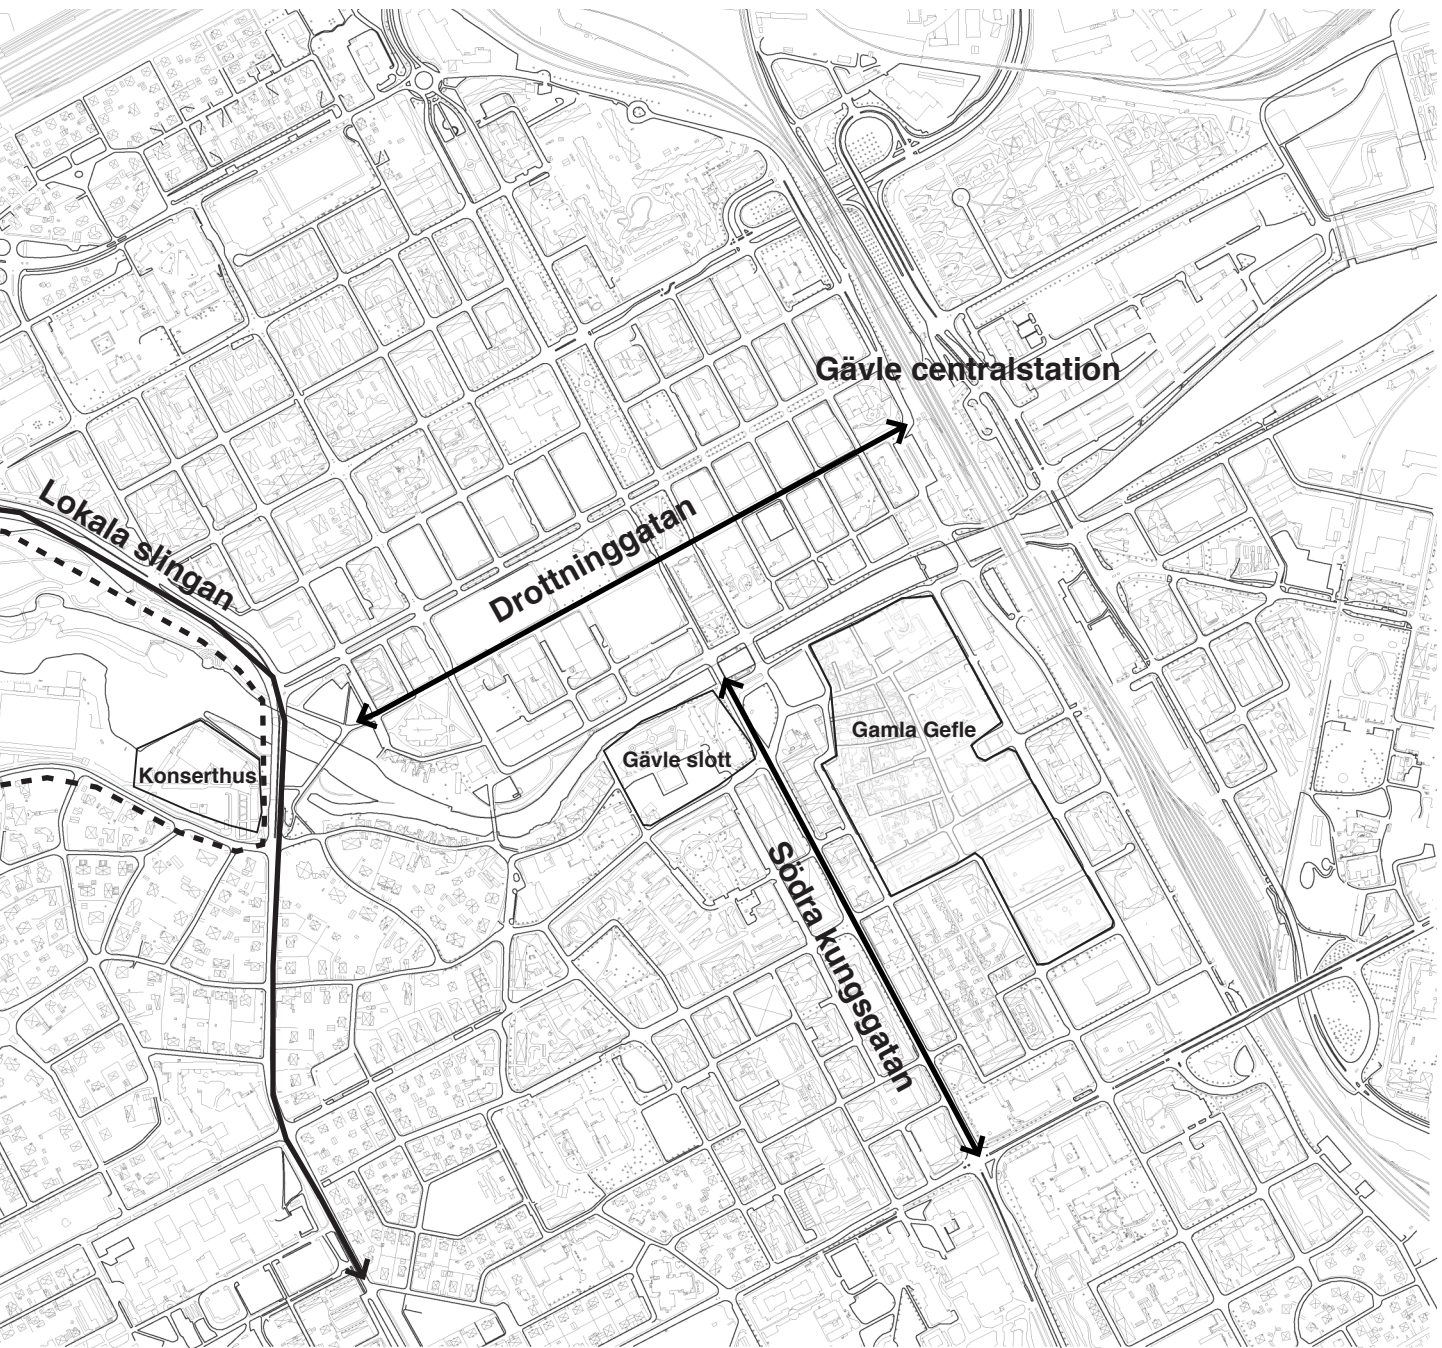 Gävle centralstation
Lokala slingan
Drottninggatan
Gamla Gefle
Gävle slott
Konserthus
Södra kungsgatan